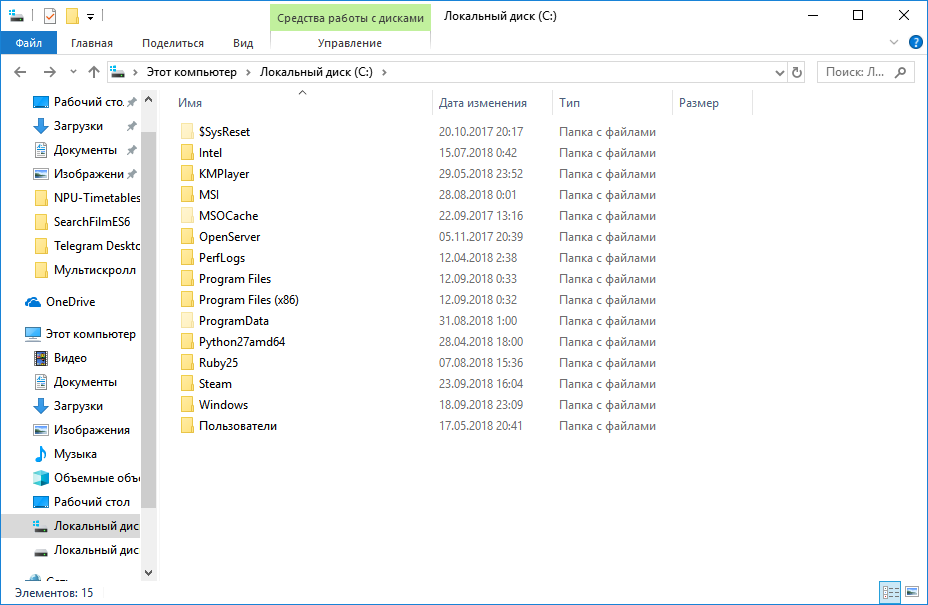 Средства работы с дисками
Локальный диск (C:)
Файл
Главная
Поделиться
Вид
Управление
Этот компьютер > Локальный диск (C:) >
Поиск: Л...
Рабочий сто
Загрузки
Документы
Изображени
NPU-Timetables
SearchFilmES6
Telegram Deskto
Мультискролл
OneDrive
Этот компьютер
Видео
Документы
Загрузки
Изображения
Музыка
Объемные объ
Рабочий стол
Локальный дис
Локальный дис
Сеть
Имя Дата изменения Тип Размер
$SysReset 20.10.2017 20:17 Папка с файлами
Intel 15.07.2018 0:42 Папка с файлами
KMPlayer 29.05.2018 23:52 Папка с файлами
MSI 28.08.2018 0:01 Папка с файлами
MSOCache 22.09.2017 13:16 Папка с файлами
OpenServer 05.11.2017 20:39 Папка с файлами
PerfLogs 12.04.2018 2:38 Папка с файлами
Program Files 12.09.2018 0:33 Папка с файлами
Program Files (x86) 12.09.2018 0:32 Папка с файлами
ProgramData 31.08.2018 1:00 Папка с файлами
Python27amd64 28.04.2018 18:00 Папка с файлами
Ruby25 07.08.2018 15:36 Папка с файлами
Steam 23.09.2018 16:04 Папка с файлами
Windows 18.09.2018 23:09 Папка с файлами
Пользователи 17.05.2018 20:41 Папка с файлами
Элементов: 15